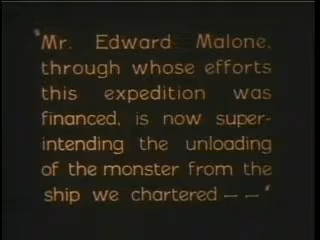 "Mr. Edward Malone,
through whose efforts
this expedition was
financed, is now super-
intending the unloading
of the monster from the
ship we chartered — —"